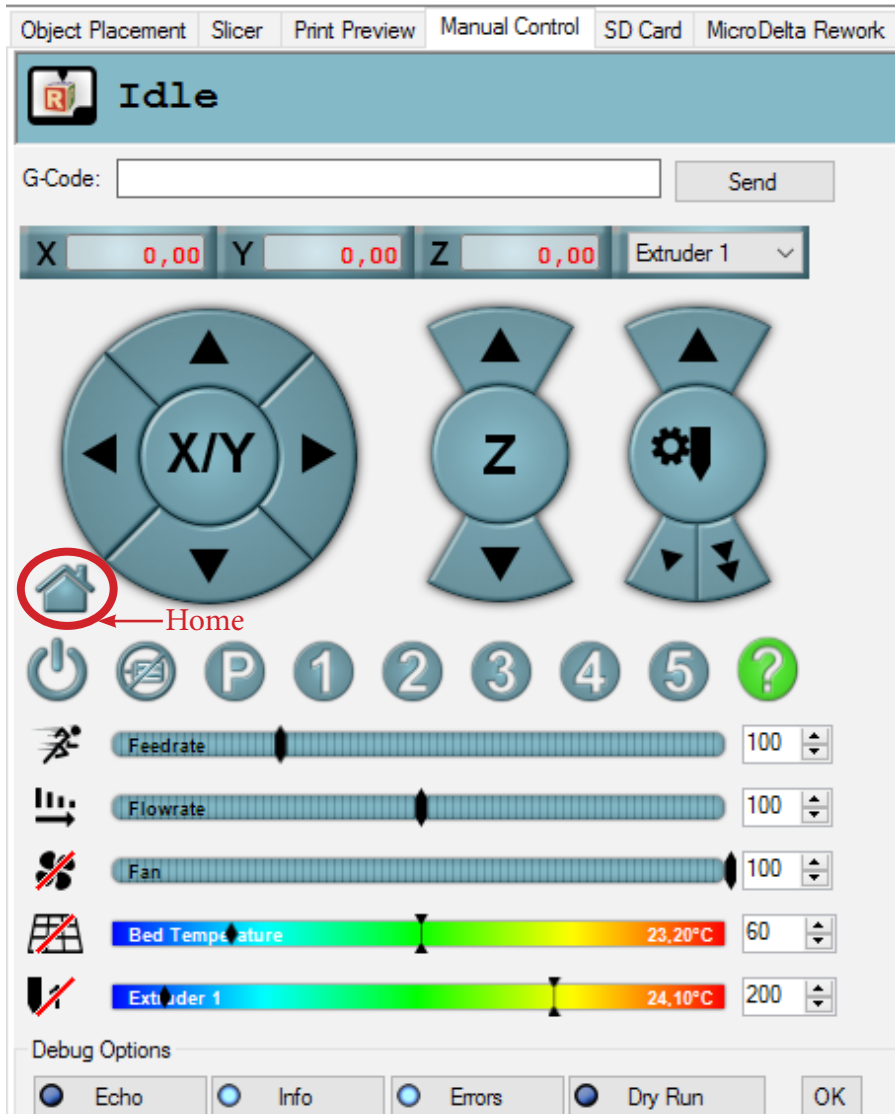 Object Placement Slicer Print Preview Manual Control SD Card MicroDelta Rework
R
Idle
G-Code: Send
X 0,00 Y 0,00 Z 0,00 Extruder 1
X/Y Z
Home
P 1 2 3 4 5 ?
Feedrate 100
Flowrate 100
Fan 100
Bed Temperature 23,20°C 60
1 Extruder 1 24,10°C 200
Debug Options
Echo Info Errors Dry Run OK